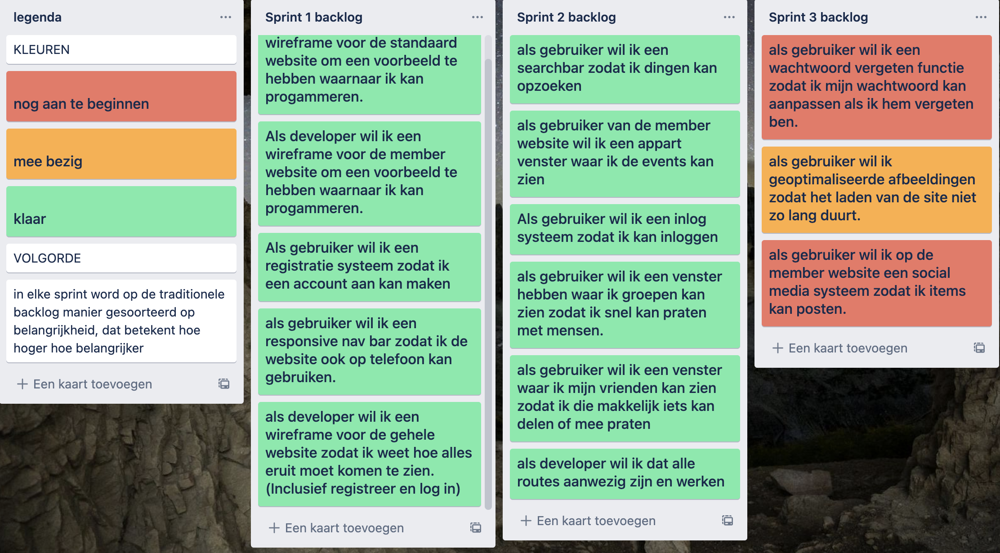 legenda
KLEUREN
nog aan te beginnen
mee bezig
klaar
VOLGORDE
in elke sprint word op de traditionele
backlog manier gesoorteerd op
belangrijkheid, dat betekent hoe
hoger hoe belangrijker
Een kaart toevoegen
Sprint 1 backlog
wireframe voor de standaard
website om een voorbeeld te
hebben waarnaar ik kan
progammeren.
Als developer wil ik een
wireframe voor de member
website om een voorbeeld te
hebben waarnaar ik kan
progammeren.
Als gebruiker wil ik een
registratie systeem zodat ik
een account aan kan maken
als gebruiker wil ik een
responsive nav bar zodat ik de
website ook op telefoon kan
gebruiken.
als developer wil ik een
wireframe voor de gehele
website zodat ik weet hoe alles
eruit moet komen te zien.
(Inclusief registreer en log in)
Een kaart toevoegen
Sprint 2 backlog
als gebruiker wil ik een
searchbar zodat ik dingen kan
opzoeken
als gebruiker van de member
website wil ik een appart
venster waar ik de events kan
zien
Als gebruiker wil ik een inlog
systeem zodat ik kan inloggen
als gebruiker wil ik een venster
hebben waar ik groepen kan
zien zodat ik snel kan praten
met mensen.
als gebruiker wil ik een venster
waar ik mijn vrienden kan zien
zodat ik die makkelijk iets kan
delen of mee praten
als developer wil ik dat alle
routes aanwezig zijn en werken
Een kaart toevoegen
Sprint 3 backlog
als gebruiker wil ik een
wachtwoord vergeten functie
zodat ik mijn wachtwoord kan
aanpassen als ik hem vergeten
ben.
als gebruiker wil ik
geoptimaliseerde afbeeldingen
zodat het laden van de site niet
zo lang duurt.
als gebruiker wil ik op de
member website een social
media systeem zodat ik items
kan posten.
Een kaart toevoegen